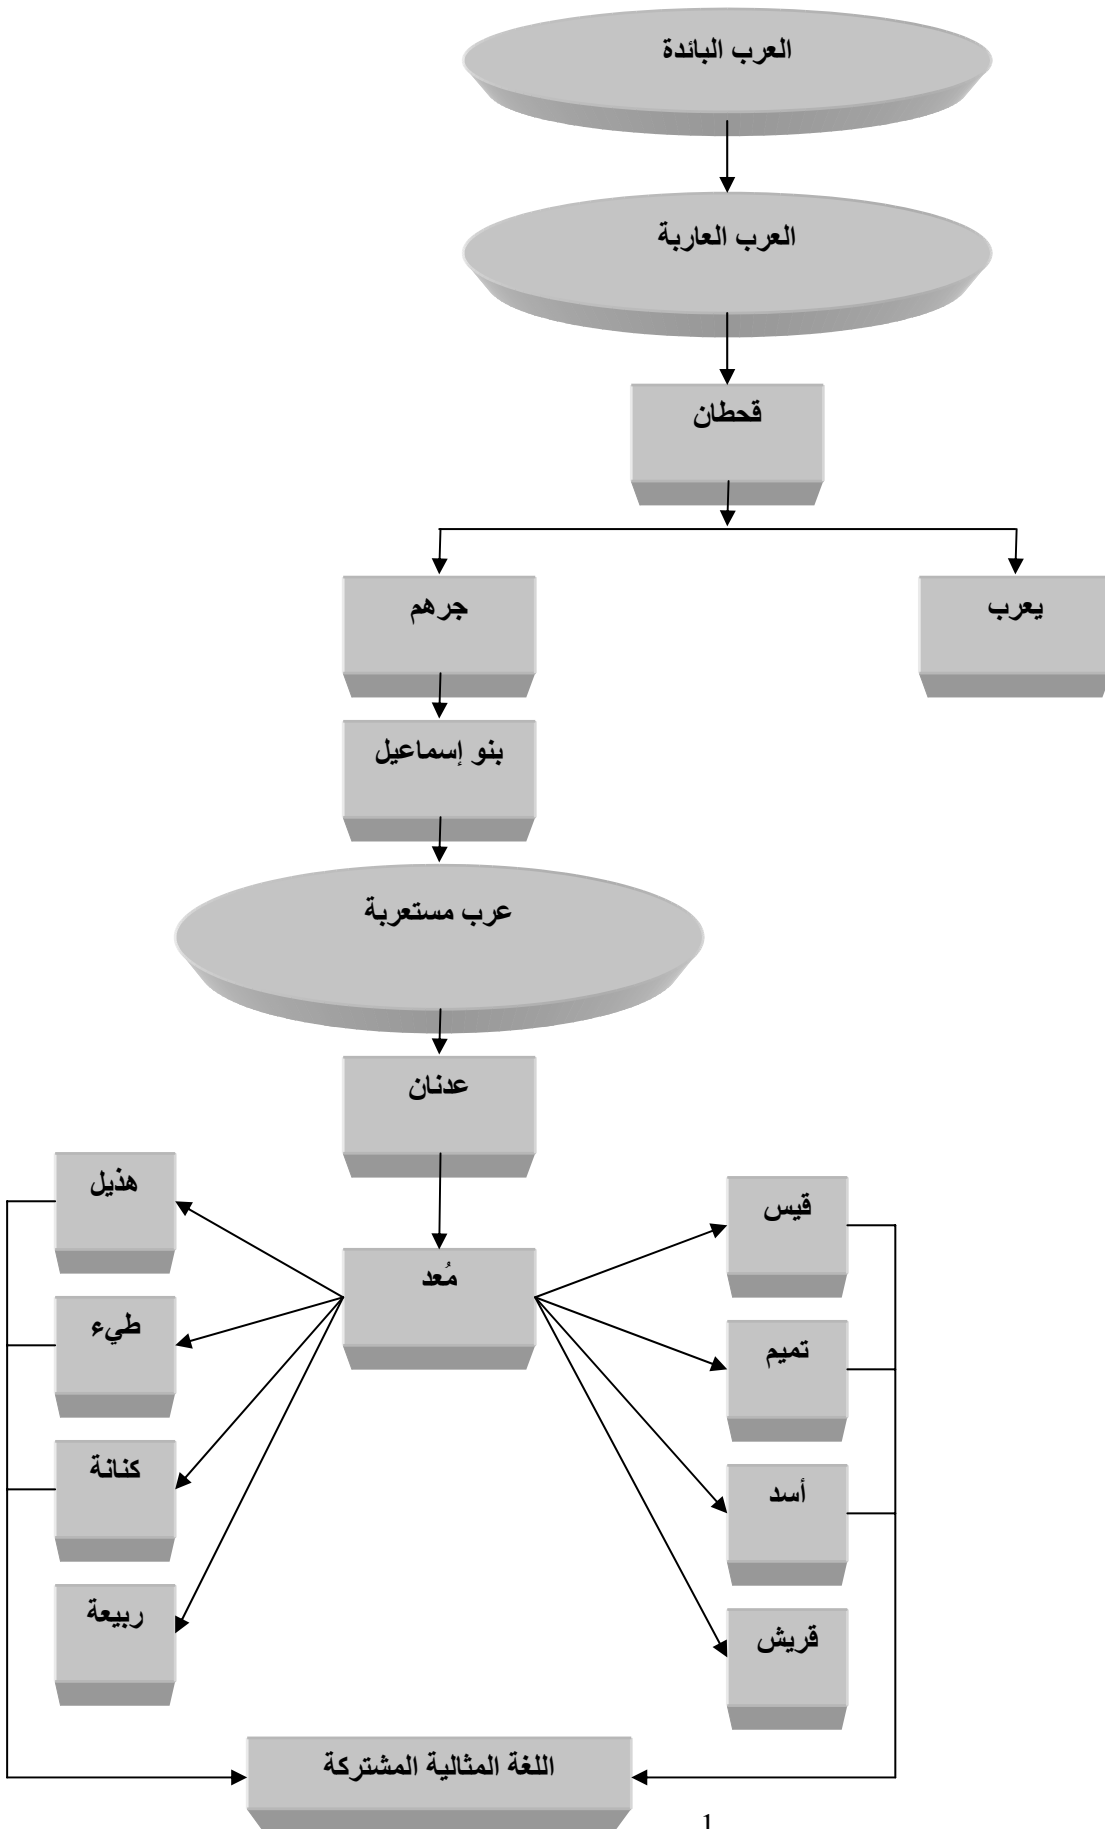 العرب البائدة
العرب العاربة
قحطان
يعرب
جرهم
بنو إسماعيل
عرب مستعربة
عدنان
مُعد
قيس
تميم
أسد
قريش
هذيل
طيء
كنانة
ربيعة
اللغة المثالية المشتركة
1